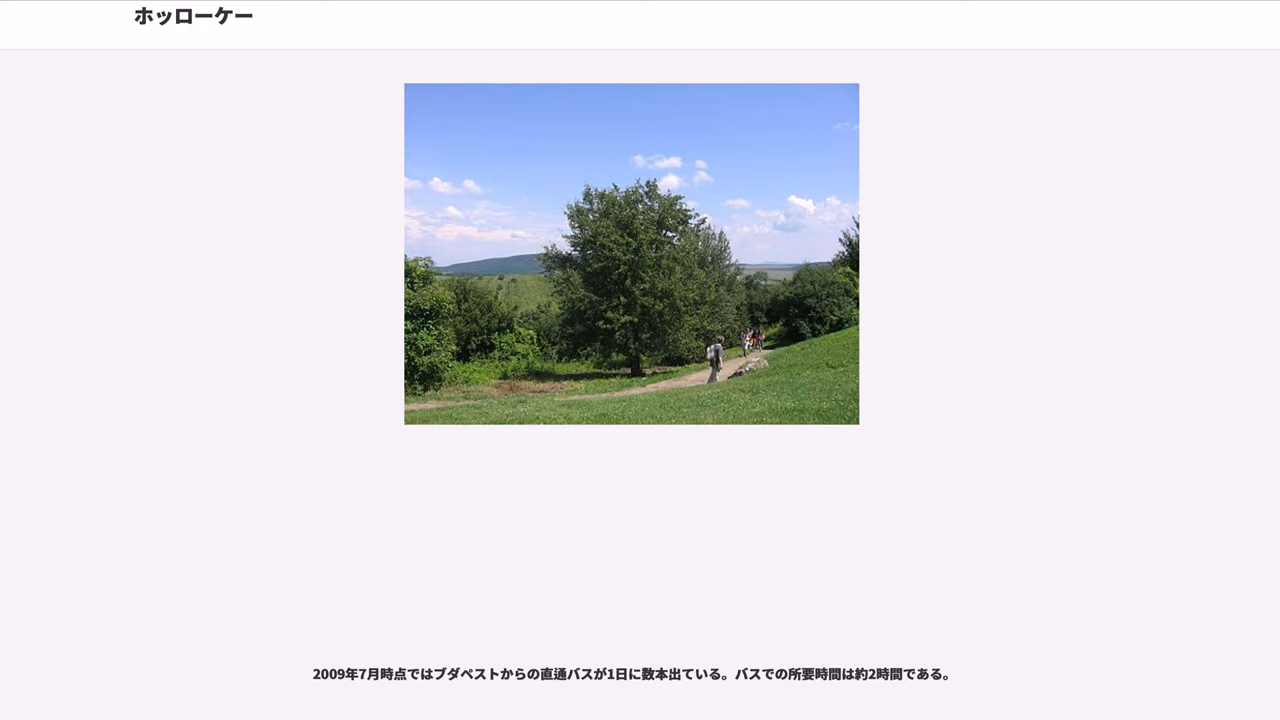 ホッローケー
2009年7月時点ではブダペストからの直通バスが1日に数本出ている。バスでの所要時間は約2時間である。